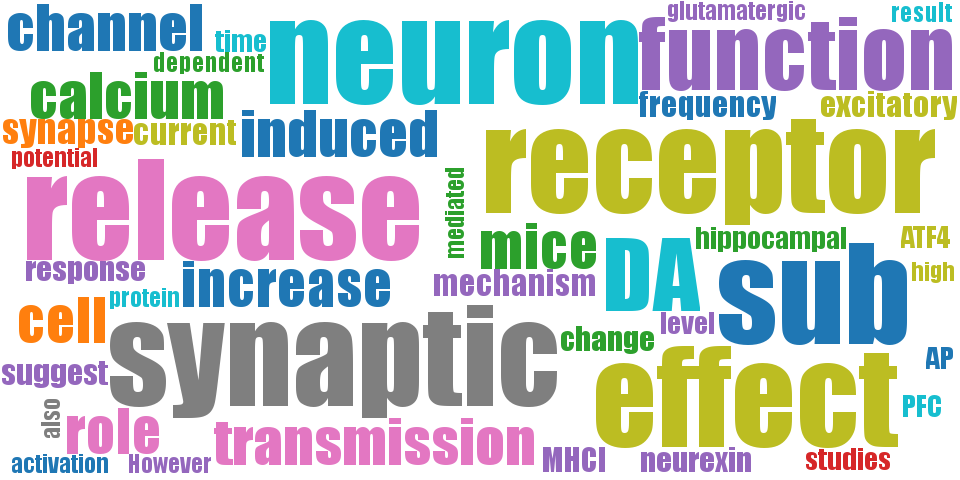 channel
time
neuron
glutamatergic
result
function
dependent
calcium
frequency
excitatory
synapse
current
induced
receptor
potential
release
mediated
mice
hippocampal
ATF4
DA
sub
response
increase
mechanism
high
protein
cell
synaptic
level
change
AP
suggest
effect
also
role
PFC
transmission
activation
However
MHCI
neurexin
studies